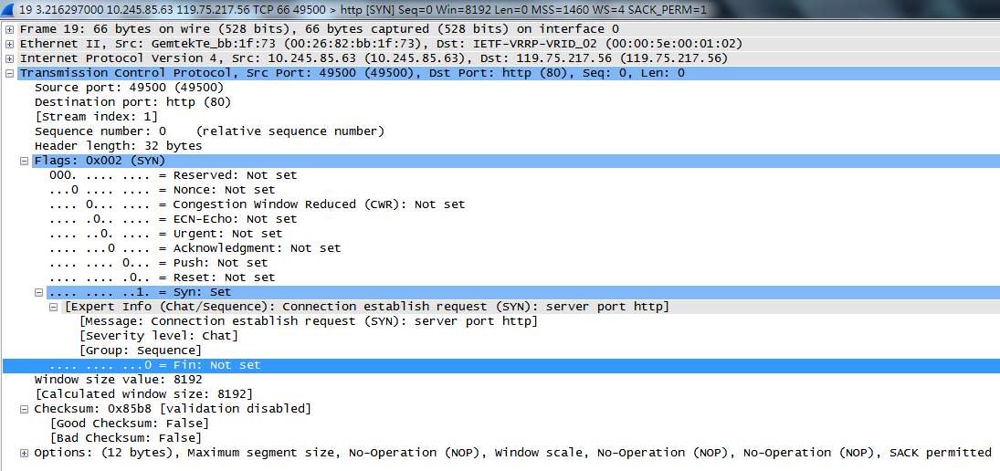 19 3.216297000 10.245.85.63 119.75.217.56 TCP 66 49500 > http [SYN] Seq=0 Win=8192 Len=0 MSS=1460 WS=4 SACK_PERM=1
Frame 19: 66 bytes on wire (528 bits), 66 bytes captured (528 bits) on interface 0
Ethernet II, Src: GemtekTe_bb:1f:73 (00:26:82:bb:1f:73), Dst: IETF-VRRP-VRID_02 (00:00:5e:00:01:02)
Internet Protocol Version 4, Src: 10.245.85.63 (10.245.85.63), Dst: 119.75.217.56 (119.75.217.56)
Transmission Control Protocol, Src Port: 49500 (49500), Dst Port: http (80), Seq: 0, Len: 0
Source port: 49500 (49500)
Destination port: http (80)
[Stream index: 1]
Sequence number: 0    (relative sequence number)
Header length: 32 bytes
Flags: 0x002 (SYN)
000. .... .... = Reserved: Not set
...0 .... .... = Nonce: Not set
.... 0... .... = Congestion Window Reduced (CWR): Not set
.... .0.. .... = ECN-Echo: Not set
.... ..0. .... = Urgent: Not set
.... ...0 .... = Acknowledgment: Not set
.... .... 0... = Push: Not set
.... .... .0.. = Reset: Not set
.... .... ..1. = Syn: Set
[Expert Info (Chat/Sequence): Connection establish request (SYN): server port http]
[Message: Connection establish request (SYN): server port http]
[Severity level: Chat]
[Group: Sequence]
.... .... ...0 = Fin: Not set
Window size value: 8192
[Calculated window size: 8192]
Checksum: 0x85b8 [validation disabled]
[Good Checksum: False]
[Bad Checksum: False]
Options: (12 bytes), Maximum segment size, No-Operation (NOP), Window scale, No-Operation (NOP), No-Operation (NOP), SACK permitted